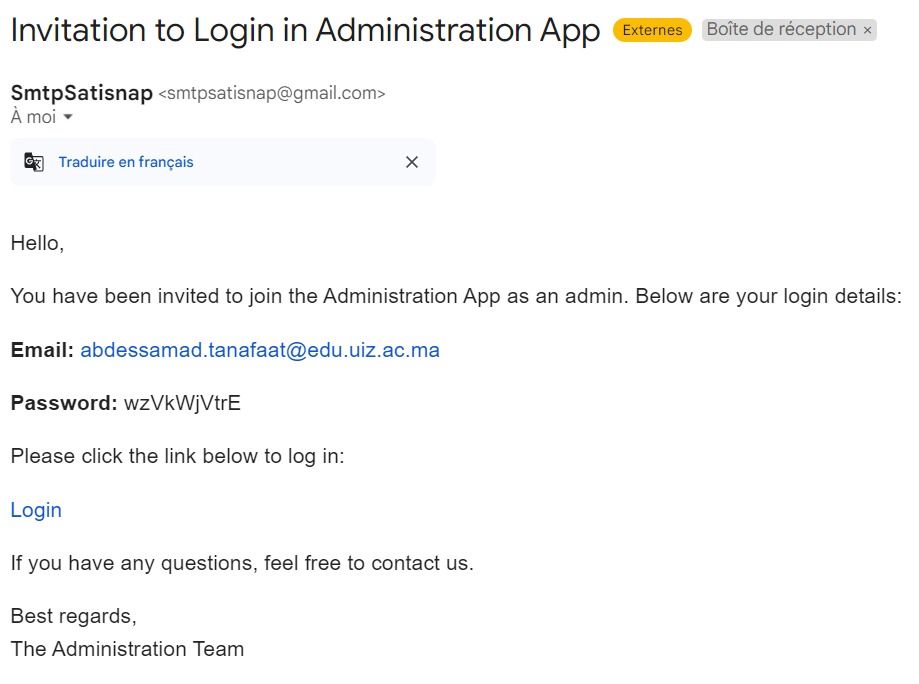 Invitation to Login in Administration App Externes Boîte de réception ×
SmtpSatisnap <smtpsatisnap@gmail.com>
À moi
Traduire en français
Hello,
You have been invited to join the Administration App as an admin. Below are your login details:
Email: abdessamad.tanafaat@edu.uiz.ac.ma
Password: wzVkWjVtrE
Please click the link below to log in:
Login
If you have any questions, feel free to contact us.
Best regards,
The Administration Team